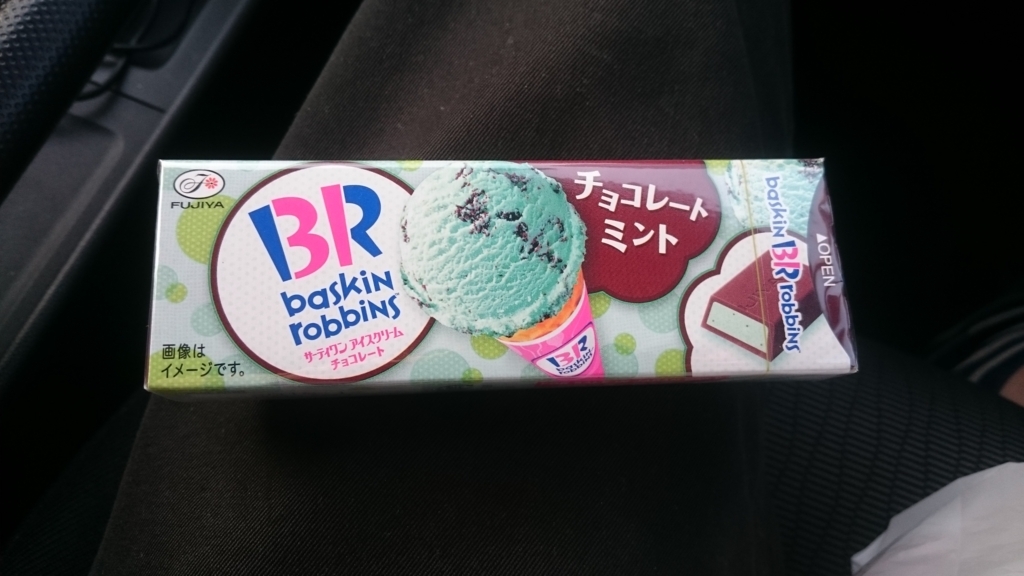 FUJIYA
BR
baskin
robbins
サーティワン アイスクリーム
チョコレート
画像は
イメージです。
チョコレート
ミント
BR
baskin
robbins
baskin BR robbins
▲OPEN